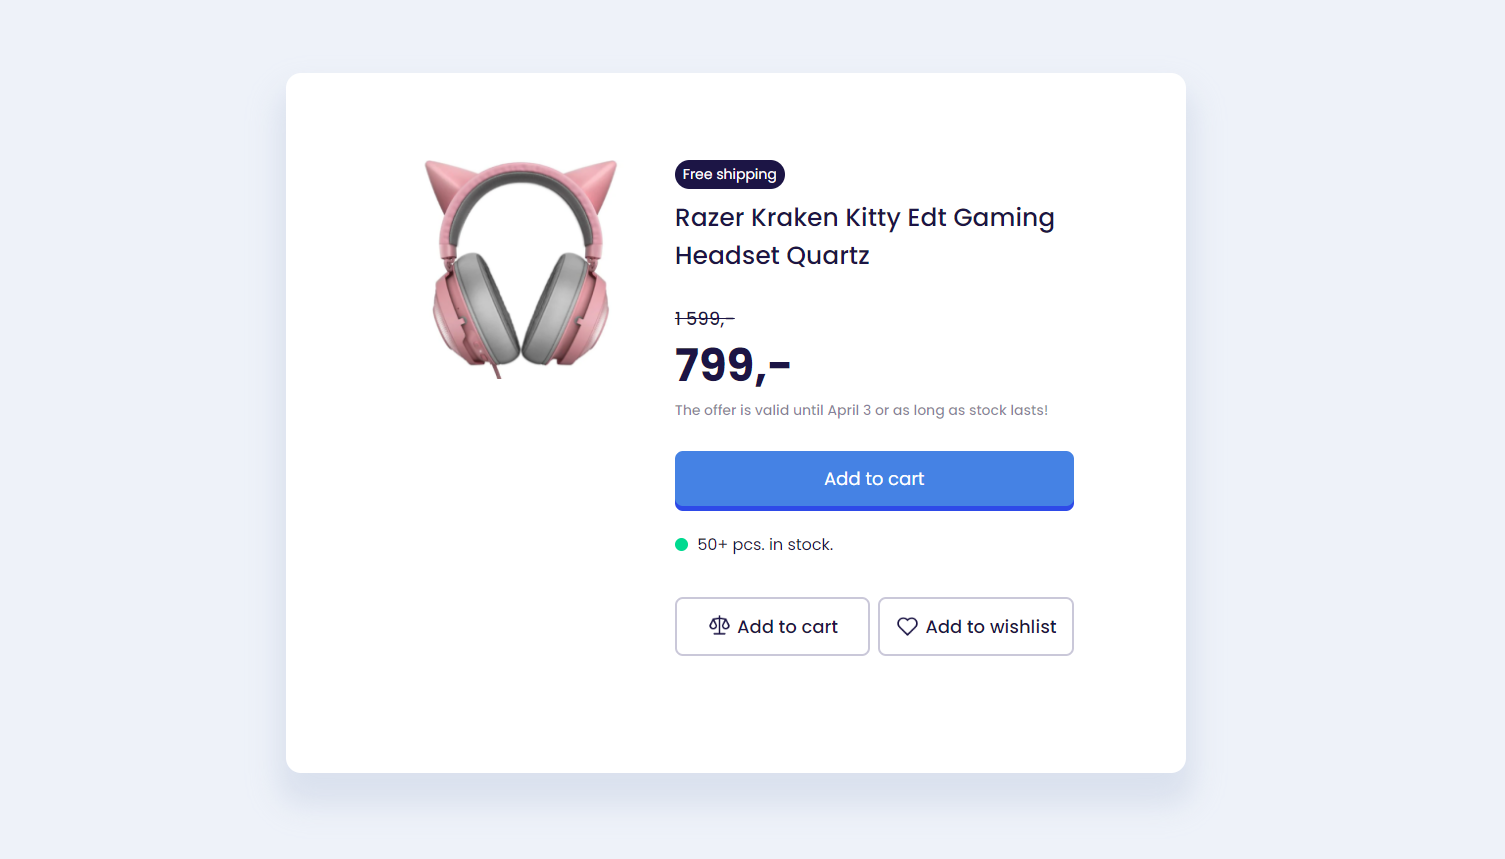 Free shipping
Razer Kraken Kitty Edt Gaming
Headset Quartz
1 599,-
799,-
The offer is valid until April 3 or as long as stock lasts!
Add to cart
50+ pcs. in stock.
Add to cart
Add to wishlist